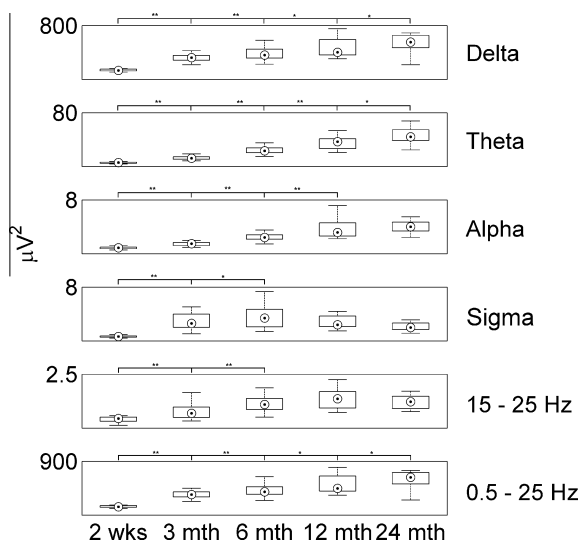 800
** ** * *
Delta
80
** ** ** *
Theta
8
** ** **
Alpha
μV2
8
** *
Sigma
2.5
** **
15 - 25 Hz
900
** ** * *
0.5 - 25 Hz
2 wks 3 mth 6 mth 12 mth 24 mth